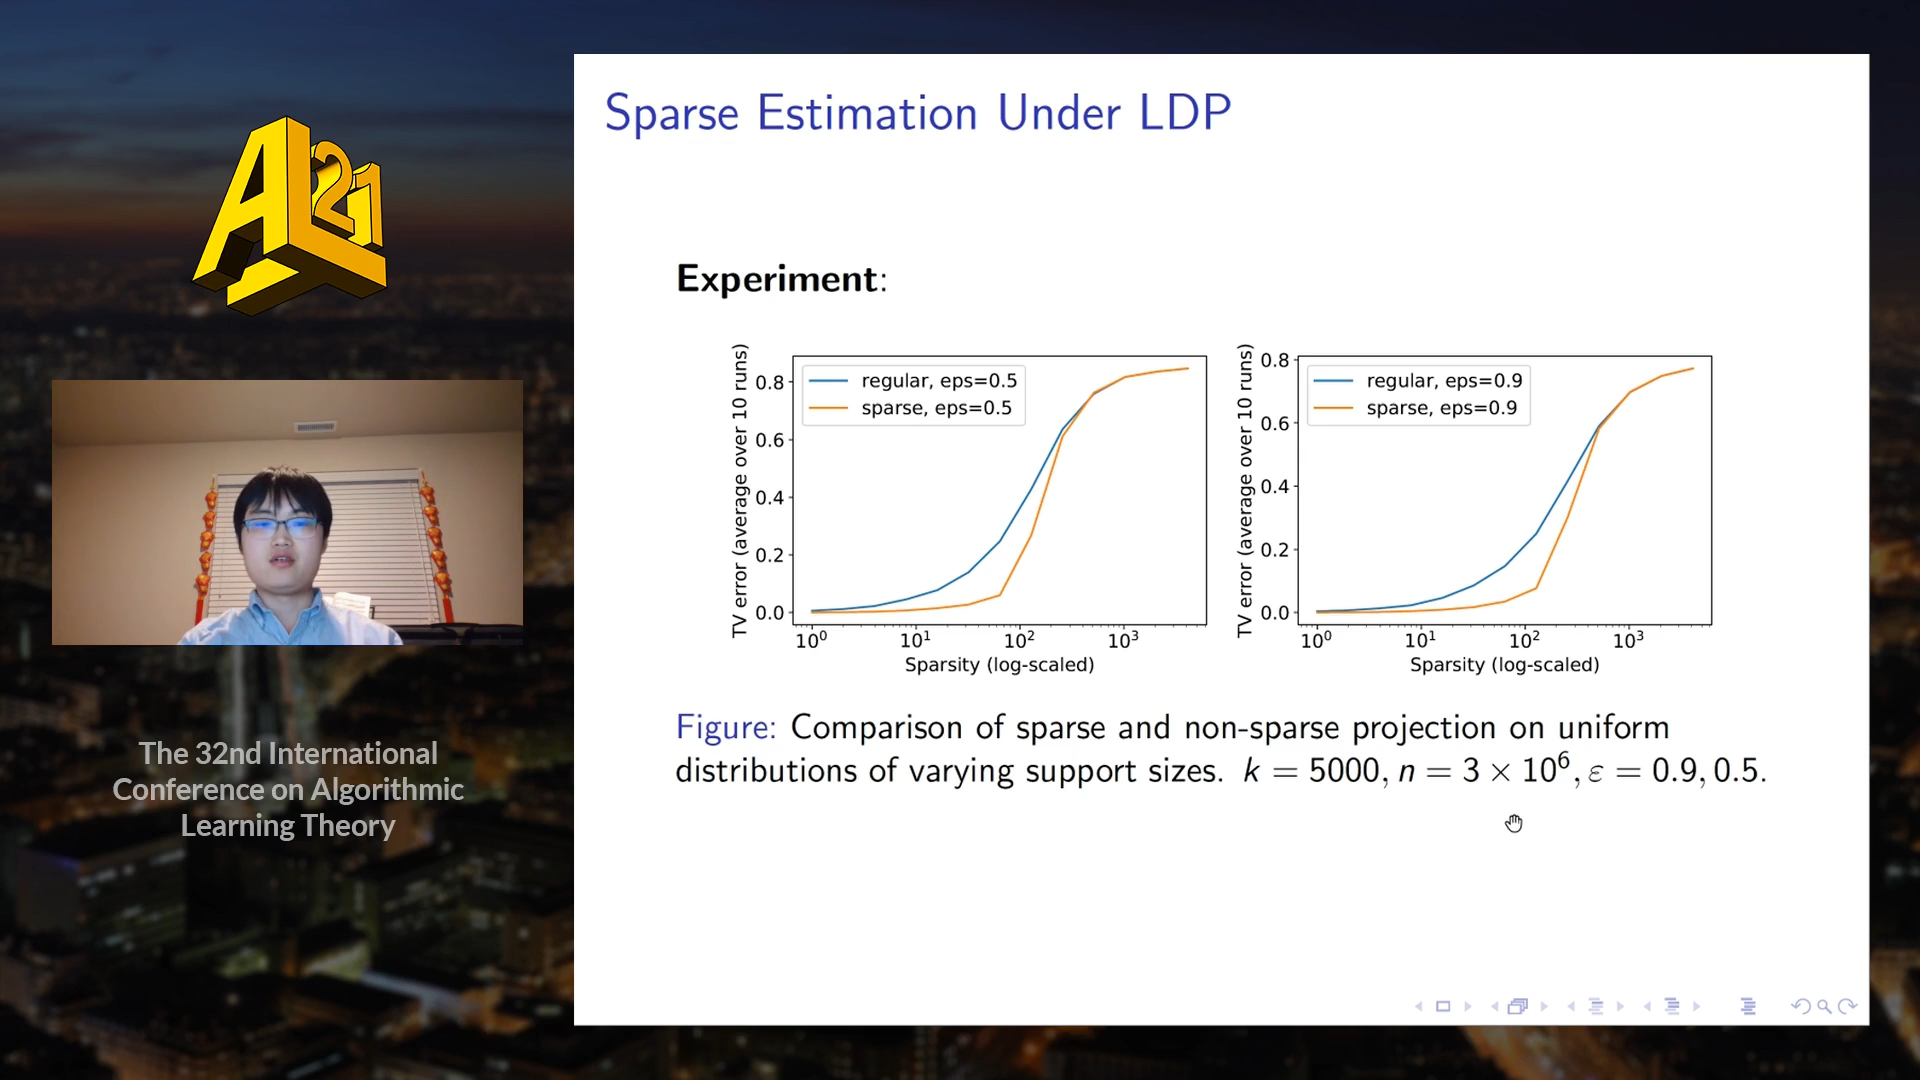 ALT 21
The 32nd International
Conference on Algorithmic
Learning Theory
Sparse Estimation Under LDP
Experiment:
TV error (average over 10 runs)
0.8
0.6
0.4
0.2
0.0
regular, eps=0.5
sparse, eps=0.5
10⁰ 10¹ 10² 10³
Sparsity (log-scaled)
TV error (average over 10 runs)
0.8
0.6
0.4
0.2
0.0
regular, eps=0.9
sparse, eps=0.9
10⁰ 10¹ 10² 10³
Sparsity (log-scaled)
Figure: Comparison of sparse and non-sparse projection on uniform
distributions of varying support sizes. k = 5000, n = 3 × 10⁶, ε = 0.9, 0.5.